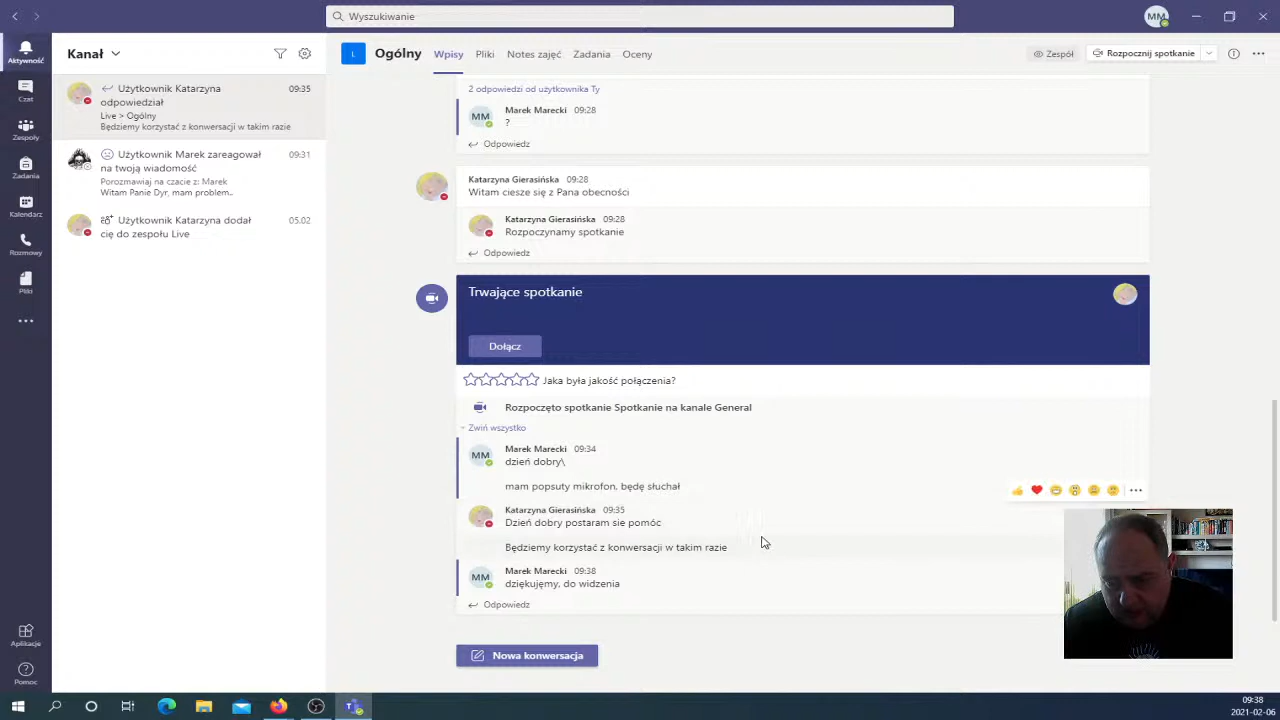 Wyszukiwanie
MM
Aktywność
Czat
Zespoły
Zadania
Kalendarz
Rozmowy
Pliki
Aplikacje
Pomoc
Kanał
Użytkownik Katarzyna
odpowiedział
09:35
Live > Ogólny
Będziemy korzystać z konwersacji w takim razie
Użytkownik Marek zareagował
na twoją wiadomość
09:31
Porozmawiaj na czacie z: Marek
Witam Panie Dyr, mam problem..
Użytkownik Katarzyna dodał
cię do zespołu Live
05.02
L
Ogólny
Wpisy
Pliki
Notes zajęć
Zadania
Oceny
Zespół
Rozpocznij spotkanie
2 odpowiedzi od użytkownika Ty
MM
Marek Marecki 09:28
?
Odpowiedz
Katarzyna Gierasińska 09:28
Witam ciesze się z Pana obecności
Katarzyna Gierasińska 09:28
Rozpoczynamy spotkanie
Odpowiedz
Trwające spotkanie
Dołącz
Jaka była jakość połączenia?
Rozpoczęto spotkanie Spotkanie na kanale General
Zwiń wszystko
MM
Marek Marecki 09:34
dzień dobry\
mam popsuty mikrofon, będę słuchał
Katarzyna Gierasińska 09:35
Dzień dobry postaram sie pomóc
Będziemy korzystać z konwersacji w takim razie
MM
Marek Marecki 09:38
dziękujemy, do widzenia
Odpowiedz
Nowa konwersacja
09:38
2021-02-06